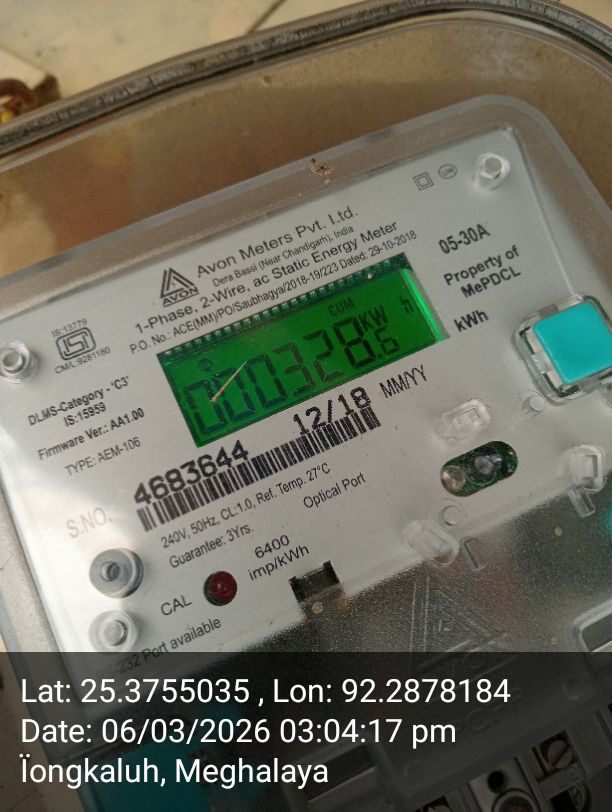 Avon Meters Pvt. Ltd.
Dera Bassi (Near Chandigarh), India
AVON
1-Phase, 2-Wire, ac Static Energy Meter
P.O. No.: ACE(MM)/PO/Saubhagya/2018-19/223 Dated: 29-10-2018
05-30A
Property of
MePDCL
IS:13779
ISI
CM/L:9281180
CUM
000328.6 KW h
kWh
DLMS-Category - 'C3'
IS:15959
Firmware Ver.: AA1.00
TYPE: AEM-106
12/18 MM/YY
S.NO. 4683644
240V, 50Hz, CL:1.0, Ref. Temp. 27°C
Guarantee: 3Yrs.
Optical Port
6400
imp/kWh
CAL
232 Port available
Lat: 25.3755035 , Lon: 92.2878184
Date: 06/03/2026 03:04:17 pm
Ïongkaluh, Meghalaya